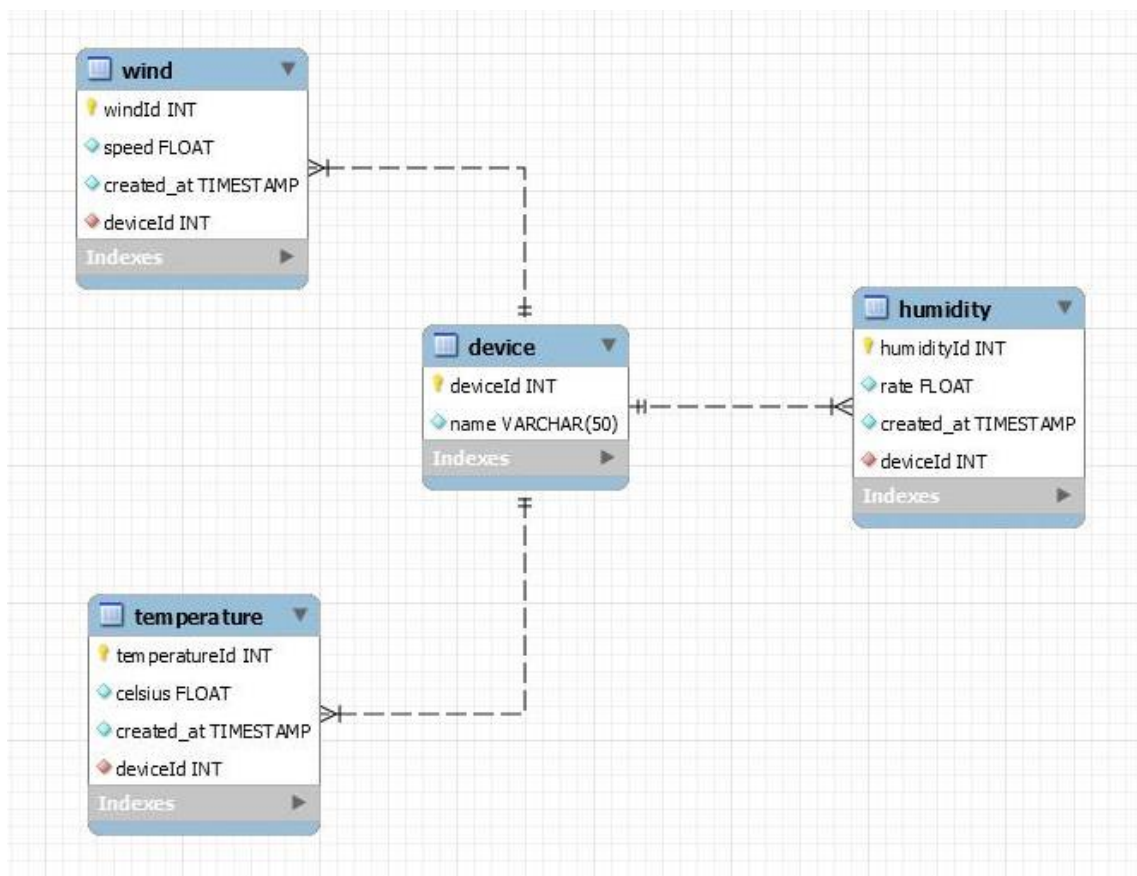 wind
windId INT
speed FLOAT
created_at TIMESTAMP
deviceId INT
Indexes
device
deviceId INT
name VARCHAR(50)
Indexes
humidity
humidityId INT
rate FLOAT
created_at TIMESTAMP
deviceId INT
Indexes
temperature
temperatureId INT
celsius FLOAT
created_at TIMESTAMP
deviceId INT
Indexes